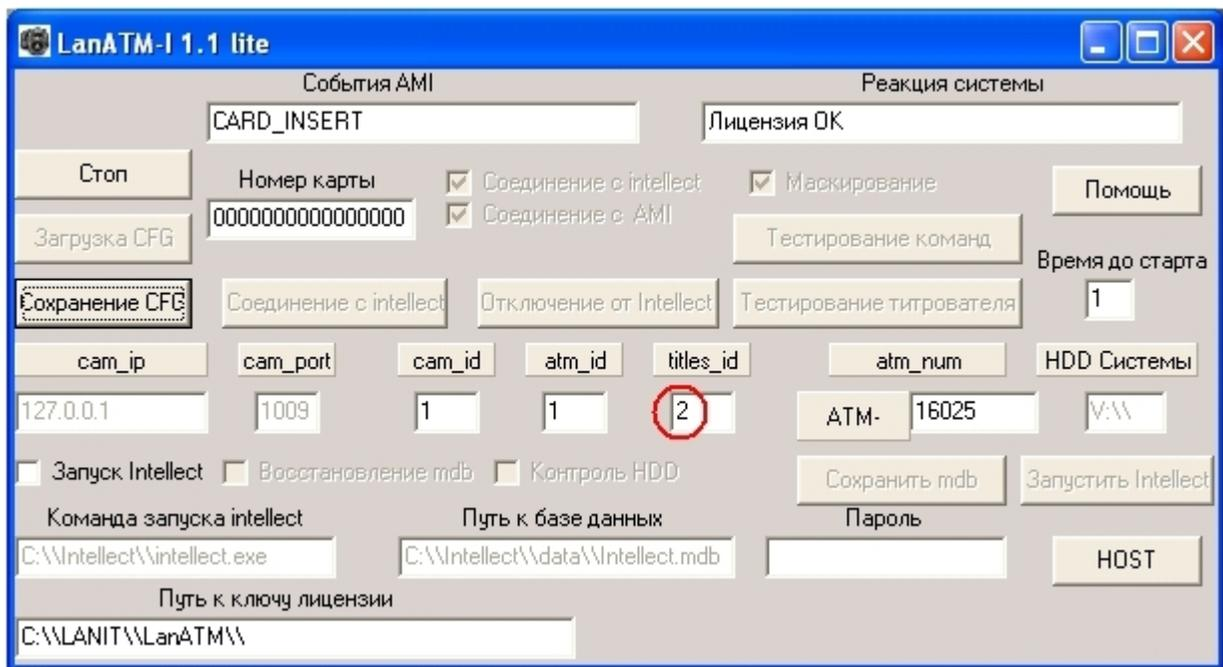 LanATM-I 1.1 lite
События AMI Реакция системы
CARD_INSERT Лицензия ОК
Стоп Номер карты Соединение с intellect Маскирование Помощь
0000000000000000 Соединение с AMI
Загрузка CFG Тестирование команд
Время до старта
Сохранение CFG Соединение с intellect Отключение от Intellect Тестирование титрователя 1
cam_ip cam_port cam_id atm_id titles_id atm_num HDD Системы
127.0.0.1 1009 1 1 2 ATM- 16025 V:\\
Запуск Intellect Восстановление mdb Контроль HDD Сохранить mdb Запустить Intellect
Команда запуска intellect Путь к базе данных Пароль
C:\\Intellect\\intellect.exe C:\\Intellect\\data\\Intellect.mdb HOST
Путь к ключу лицензии
C:\\LANIT\\LanATM\\